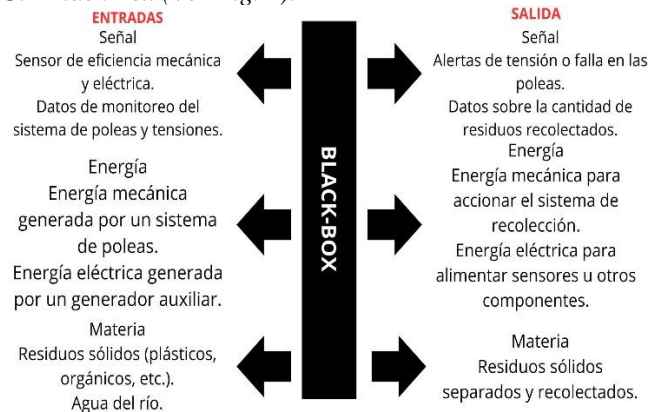 ENTRADAS
Señal
Sensor de eficiencia mecánica
y eléctrica.
Datos de monitoreo del
sistema de poleas y tensiones.
Energía
Energía mecánica
generada por un sistema
de poleas.
Energía eléctrica generada
por un generador auxiliar.
Materia
Residuos sólidos (plásticos,
orgánicos, etc.).
Agua del río.
BLACK-BOX
SALIDA
Señal
Alertas de tensión o falla en las
poleas.
Datos sobre la cantidad de
residuos recolectados.
Energía
Energía mecánica para
accionar el sistema de
recolección.
Energía eléctrica para
alimentar sensores u otros
componentes.
Materia
Residuos sólidos
separados y recolectados.